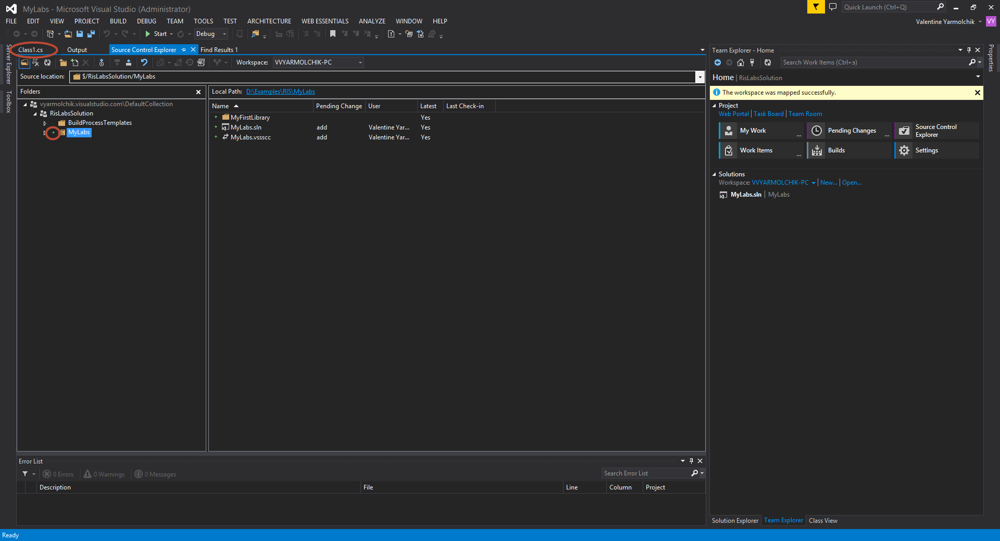 MyLabs - Microsoft Visual Studio (Administrator)
Quick Launch (Ctrl+Q)
FILE EDIT VIEW PROJECT BUILD DEBUG TEAM TOOLS TEST ARCHITECTURE WEB ESSENTIALS ANALYZE WINDOW HELP
Valentine Yarmolchik VY
Start Debug
Server Explorer
Toolbox
Class1.cs Output Source Control Explorer Find Results 1
Workspace: VVYARMOLCHIK-PC
Source location: $/RisLabsSolution/MyLabs
Folders
vyarmolchik.visualstudio.com\DefaultCollection
RisLabsSolution
BuildProcessTemplates
MyLabs
Local Path: D:\Examples\RIS\MyLabs
Name Pending Change User Latest Last Check-in
MyFirstLibrary Yes
MyLabs.sln add Valentine Yar... Yes
MyLabs.vssscc add Valentine Yar... Yes
Error List
0 Errors 0 Warnings 0 Messages
Search Error List
Description File Line Column Project
Team Explorer - Home
Search Work Items (Ctrl+э)
Home | RisLabsSolution
The workspace was mapped successfully.
Project
Web Portal | Task Board | Team Room
My Work ...
Pending Changes ...
Source Control
Explorer
Work Items ...
Builds
Settings
Solutions
Workspace: VVYARMOLCHIK-PC | New... | Open...
MyLabs.sln | MyLabs
Solution Explorer Team Explorer Class View
Properties
Ready